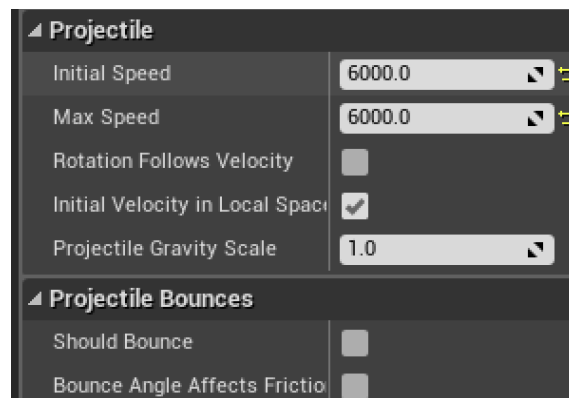 Projectile
Initial Speed 6000.0
Max Speed 6000.0
Rotation Follows Velocity
Initial Velocity in Local Space
Projectile Gravity Scale 1.0
Projectile Bounces
Should Bounce
Bounce Angle Affects Frictio